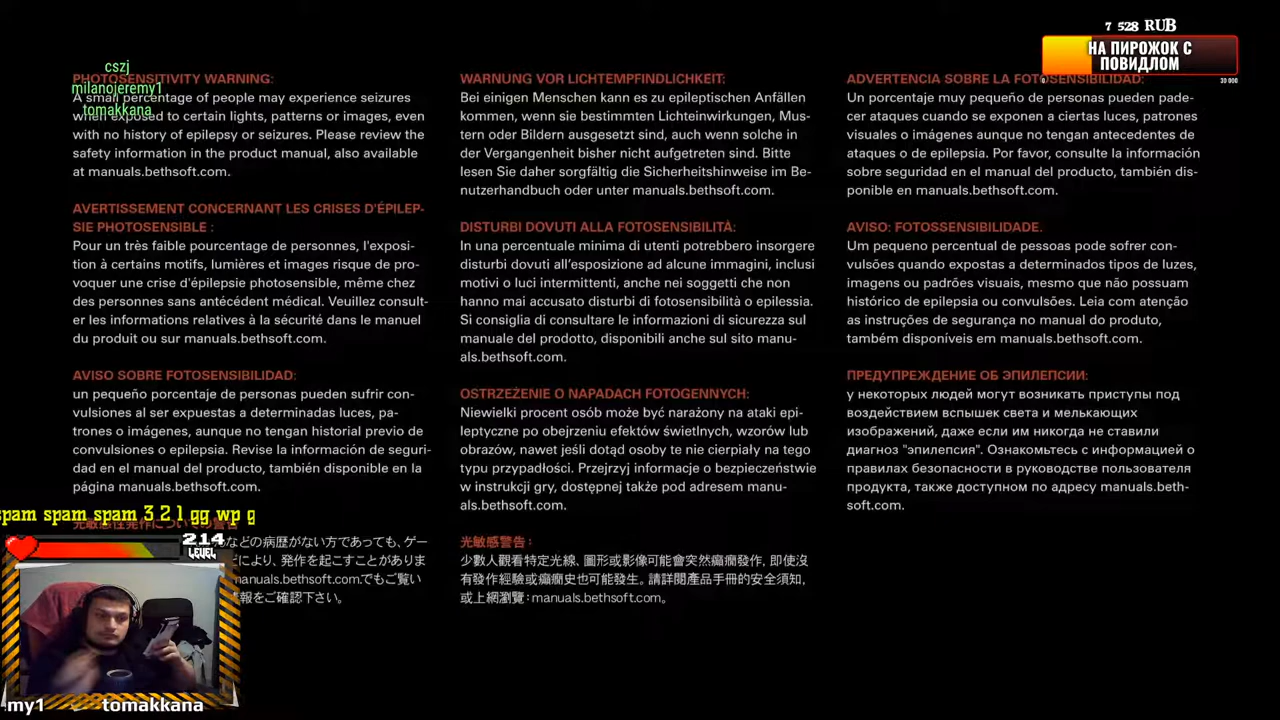 7 528 RUB
НА ПИРОЖОК С
ПОВИДЛОМ
0
30 000
cszj
milanojeremy1
tomakkana
PHOTOSENSITIVITY WARNING:
A small percentage of people may experience seizures
when exposed to certain lights, patterns or images, even
with no history of epilepsy or seizures. Please review the
safety information in the product manual, also available
at manuals.bethsoft.com.
AVERTISSEMENT CONCERNANT LES CRISES D'ÉPILEP-
SIE PHOTOSENSIBLE :
Pour un très faible pourcentage de personnes, l'exposi-
tion à certains motifs, lumières et images risque de pro-
voquer une crise d'épilepsie photosensible, même chez
des personnes sans antécédent médical. Veuillez consult-
er les informations relatives à la sécurité dans le manuel
du produit ou sur manuals.bethsoft.com.
AVISO SOBRE FOTOSENSIBILIDAD:
un pequeño porcentaje de personas pueden sufrir con-
vulsiones al ser expuestas a determinadas luces, pa-
trones o imágenes, aunque no tengan historial previo de
convulsiones o epilepsia. Revise la información de seguri-
dad en el manual del producto, también disponible en la
página manuals.bethsoft.com.
光敏感性発作についての警告
などの病歴がない方であっても、ゲー
により、発作を起こすことがありま
manuals.bethsoft.comでもご覧い
報をご確認下さい。
WARNUNG VOR LICHTEMPFINDLICHKEIT:
Bei einigen Menschen kann es zu epileptischen Anfällen
kommen, wenn sie bestimmten Lichteinwirkungen, Mus-
tern oder Bildern ausgesetzt sind, auch wenn solche in
der Vergangenheit bisher nicht aufgetreten sind. Bitte
lesen Sie daher sorgfältig die Sicherheitshinweise im Be-
nutzerhandbuch oder unter manuals.bethsoft.com.
DISTURBI DOVUTI ALLA FOTOSENSIBILITÀ:
In una percentuale minima di utenti potrebbero insorgere
disturbi dovuti all'esposizione ad alcune immagini, inclusi
motivi o luci intermittenti, anche nei soggetti che non
hanno mai accusato disturbi di fotosensibilità o epilessia.
Si consiglia di consultare le informazioni di sicurezza sul
manuale del prodotto, disponibili anche sul sito manu-
als.bethsoft.com.
OSTRZEŻENIE O NAPADACH FOTOGENNYCH:
Niewielki procent osób może być narażony na ataki epi-
leptyczne po obejrzeniu efektów świetlnych, wzorów lub
obrazów, nawet jeśli dotąd osoby te nie cierpiały na tego
typu przypadłości. Przejrzyj informacje o bezpieczeństwie
w instrukcji gry, dostępnej także pod adresem manu-
als.bethsoft.com.
光敏感警告：
少數人觀看特定光線、圖形或影像可能會突然癲癇發作，即使沒
有發作經驗或癲癇史也可能發生。請詳閱產品手冊的安全須知，
或上網瀏覽：manuals.bethsoft.com。
ADVERTENCIA SOBRE LA FOTOSENSIBILIDAD:
Un porcentaje muy pequeño de personas pueden pade-
cer ataques cuando se exponen a ciertas luces, patrones
visuales o imágenes aunque no tengan antecedentes de
ataques o de epilepsia. Por favor, consulte la información
sobre seguridad en el manual del producto, también dis-
ponible en manuals.bethsoft.com.
AVISO: FOTOSSENSIBILIDADE.
Um pequeno percentual de pessoas pode sofrer con-
vulsões quando expostas a determinados tipos de luzes,
imagens ou padrões visuais, mesmo que não possuam
histórico de epilepsia ou convulsões. Leia com atenção
as instruções de segurança no manual do produto,
também disponíveis em manuals.bethsoft.com.
ПРЕДУПРЕЖДЕНИЕ ОБ ЭПИЛЕПСИИ:
у некоторых людей могут возникать приступы под
воздействием вспышек света и мелькающих
изображений, даже если им никогда не ставили
диагноз "эпилепсия". Ознакомьтесь с информацией о
правилах безопасности в руководстве пользователя
продукта, также доступном по адресу manuals.beth-
soft.com.
spam spam spam 3 2 1 gg wp g
214
LEVEL
my1 tomakkana